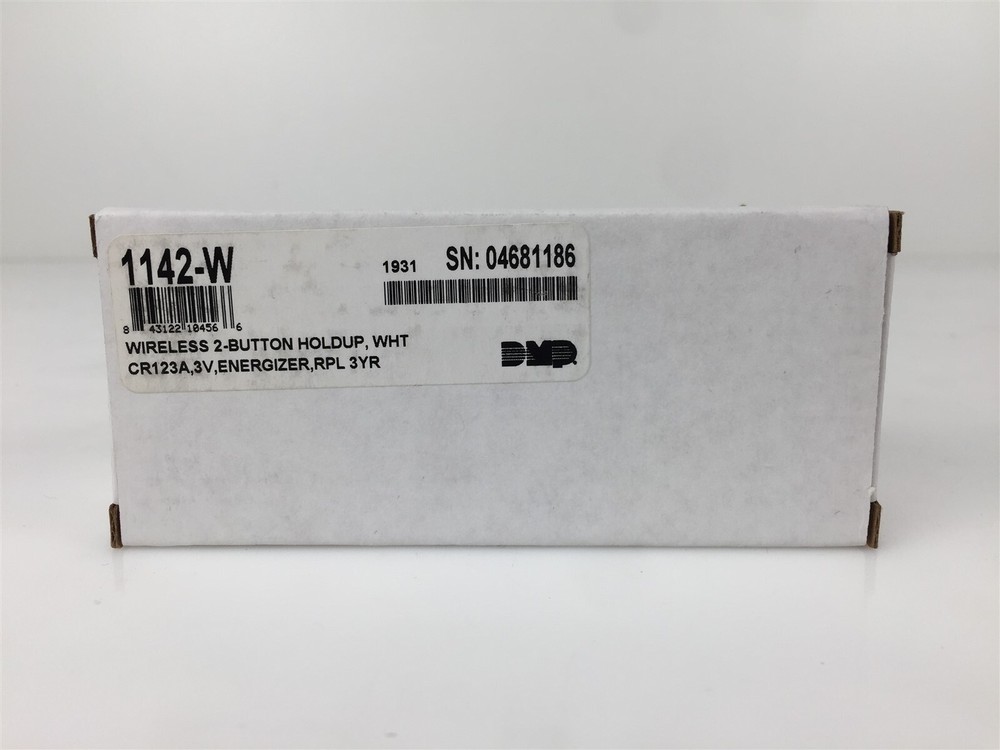 1142-W
1931 SN: 04681186
8 43122 10456 6
WIRELESS 2-BUTTON HOLDUP, WHT
CR123A,3V,ENERGIZER,RPL 3YR
DMP